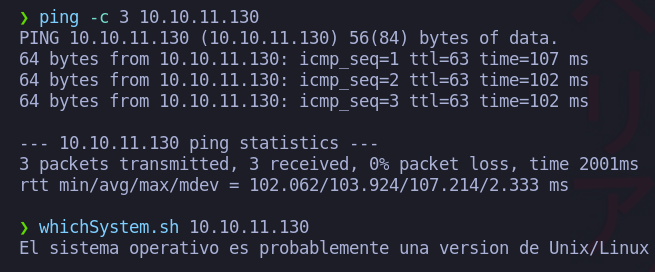 ❯ ping -c 3 10.10.11.130
PING 10.10.11.130 (10.10.11.130) 56(84) bytes of data.
64 bytes from 10.10.11.130: icmp_seq=1 ttl=63 time=107 ms
64 bytes from 10.10.11.130: icmp_seq=2 ttl=63 time=102 ms
64 bytes from 10.10.11.130: icmp_seq=3 ttl=63 time=102 ms
--- 10.10.11.130 ping statistics ---
3 packets transmitted, 3 received, 0% packet loss, time 2001ms
rtt min/avg/max/mdev = 102.062/103.924/107.214/2.333 ms
❯ whichSystem.sh 10.10.11.130
El sistema operativo es probablemente una version de Unix/Linux